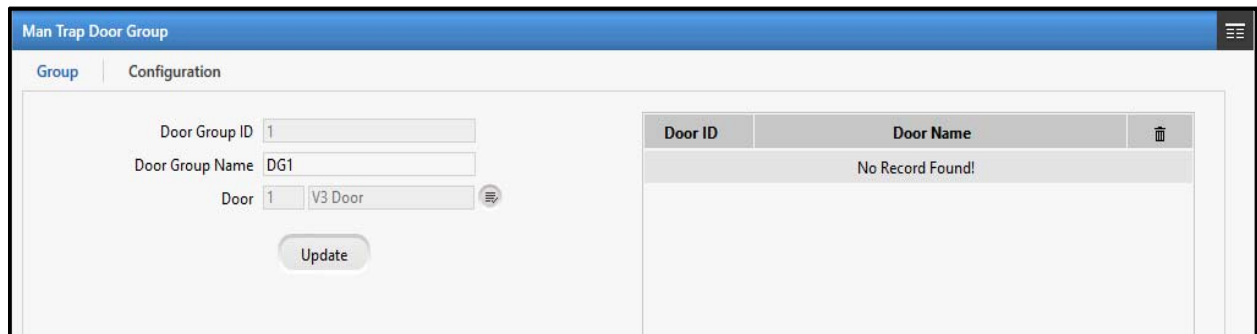 Man Trap Door Group
Group Configuration
Door Group ID 1
Door Group Name DG1
Door 1 V3 Door
Update
Door ID Door Name
No Record Found!